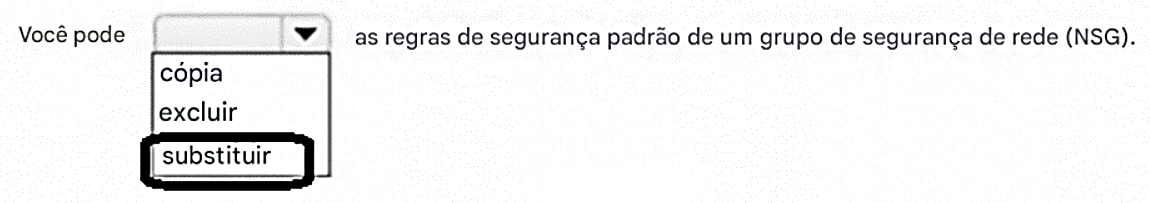 Você pode as regras de segurança padrão de um grupo de segurança de rede (NSG).
cópia
excluir
substituir